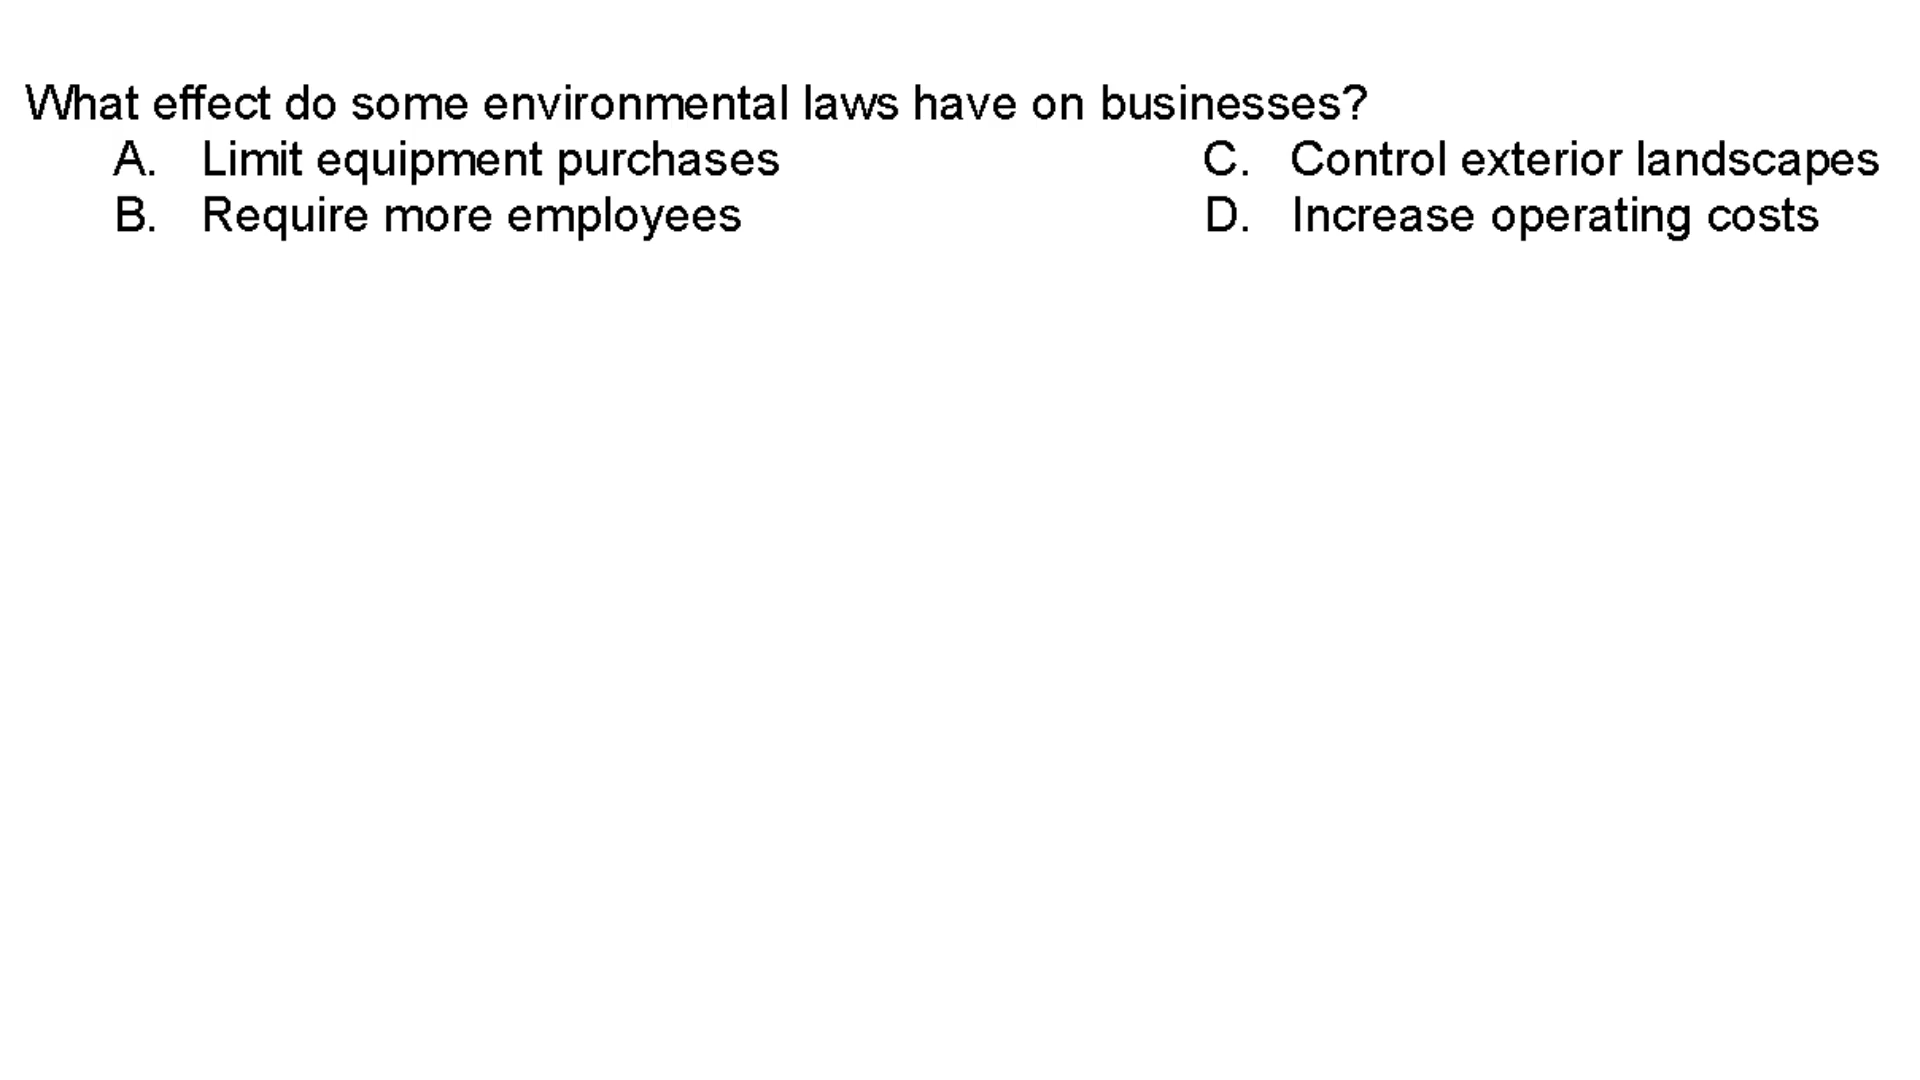 What effect do some environmental laws have on businesses?
A. Limit equipment purchases C. Control exterior landscapes
B. Require more employees D. Increase operating costs